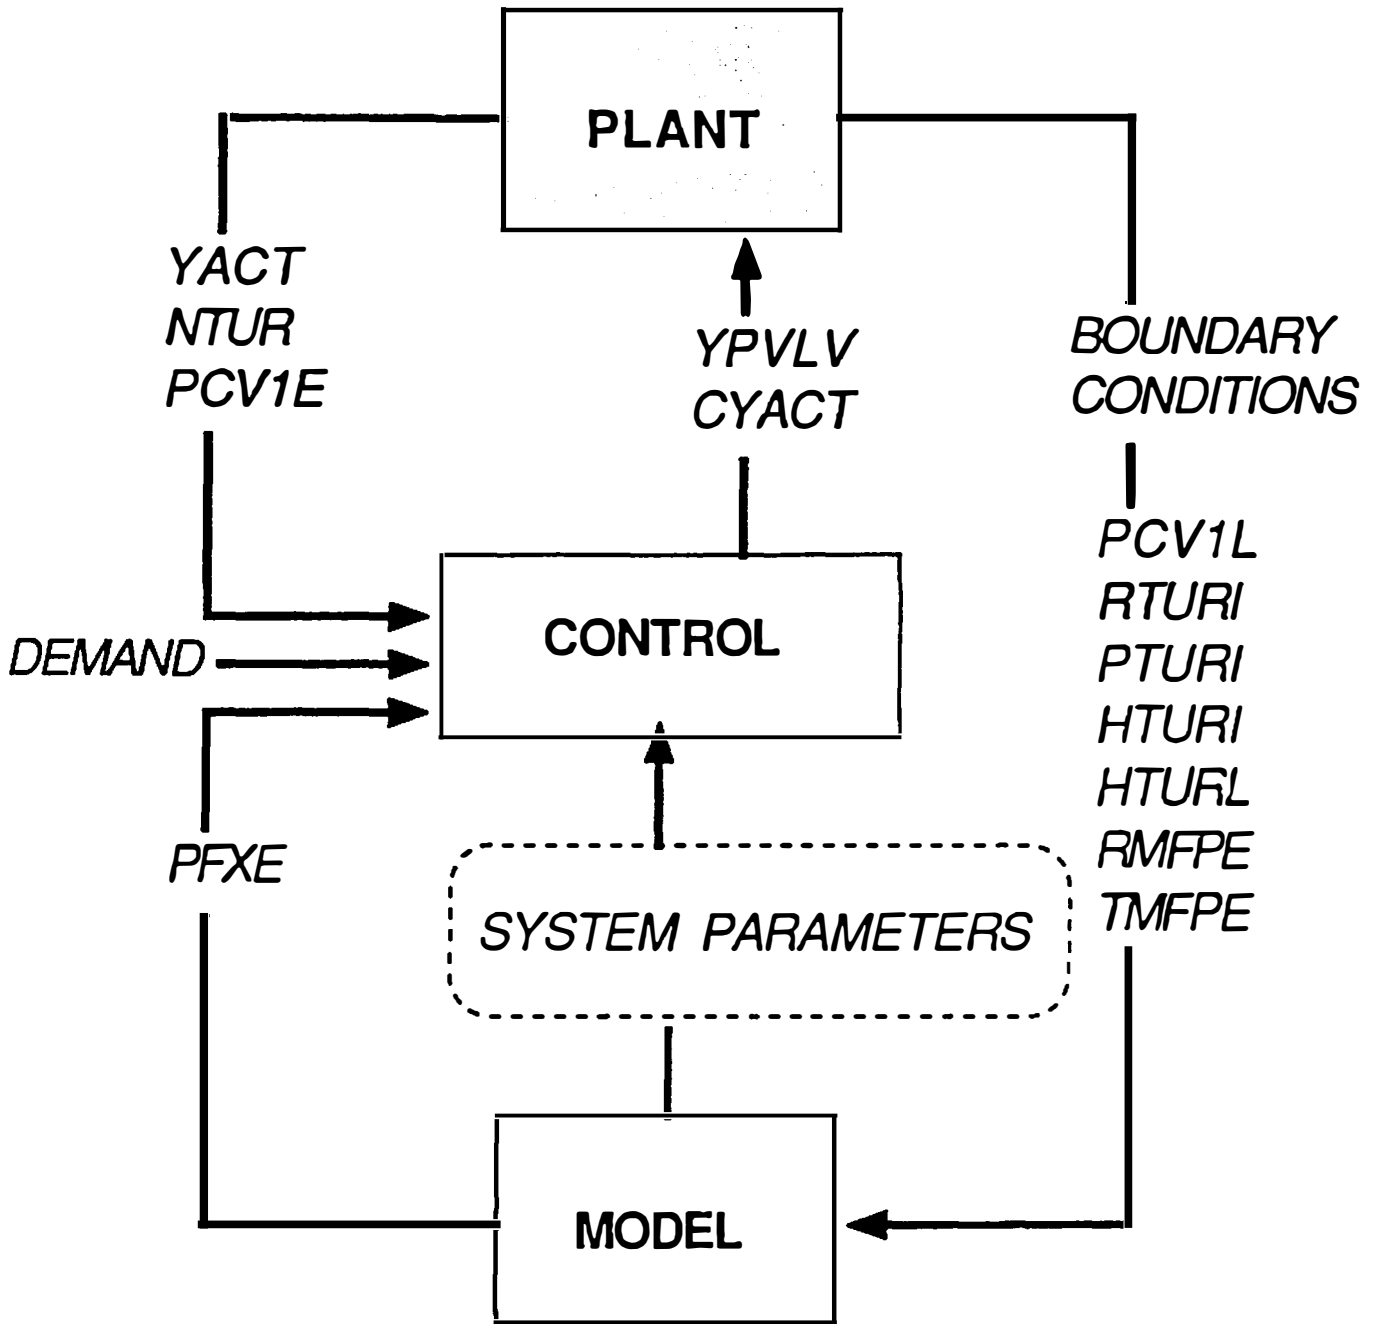 PLANT
YACT
NTUR
PCV1E
YPVLV
CYACT
BOUNDARY
CONDITIONS
PCV1L
RTURI
PTURI
HTURI
HTURL
RMFPE
TMFPE
CONTROL
DEMAND
PFXE
SYSTEM PARAMETERS
MODEL